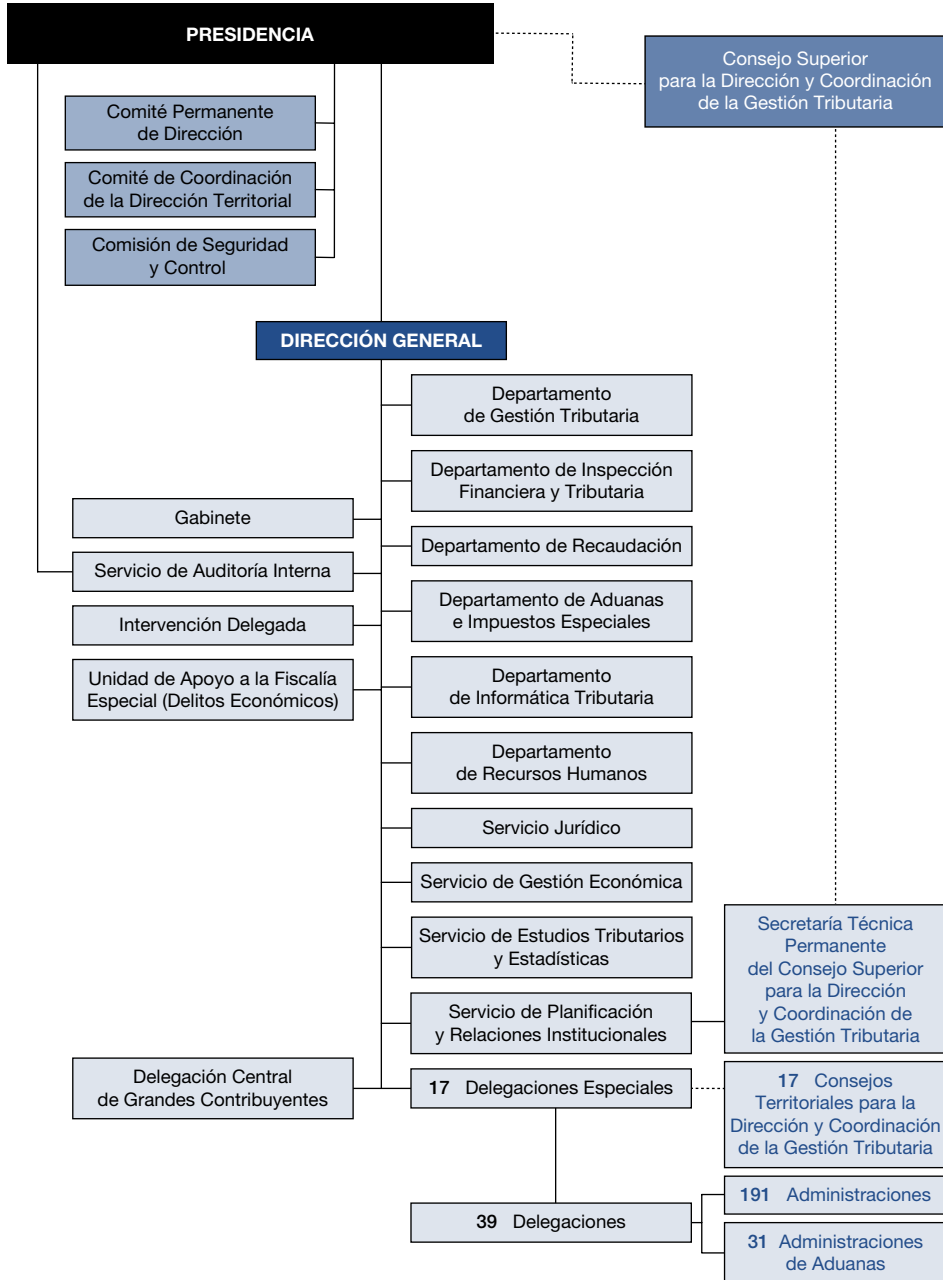 PRESIDENCIA
Consejo Superior
para la Dirección y Coordinación
de la Gestión Tributaria
Comité Permanente
de Dirección
Comité de Coordinación
de la Dirección Territorial
Comisión de Seguridad
y Control
DIRECCIÓN GENERAL
Departamento
de Gestión Tributaria
Departamento de Inspección
Financiera y Tributaria
Gabinete
Departamento de Recaudación
Servicio de Auditoría Interna
Departamento de Aduanas
e Impuestos Especiales
Intervención Delegada
Unidad de Apoyo a la Fiscalía
Especial (Delitos Económicos)
Departamento
de Informática Tributaria
Departamento
de Recursos Humanos
Servicio Jurídico
Servicio de Gestión Económica
Servicio de Estudios Tributarios
y Estadísticas
Servicio de Planificación
y Relaciones Institucionales
Secretaría Técnica
Permanente
del Consejo Superior
para la Dirección
y Coordinación de
la Gestión Tributaria
Delegación Central
de Grandes Contribuyentes
17 Delegaciones Especiales
17 Consejos
Territoriales para la
Dirección y Coordinación
de la Gestión Tributaria
39 Delegaciones
191 Administraciones
31 Administraciones
de Aduanas